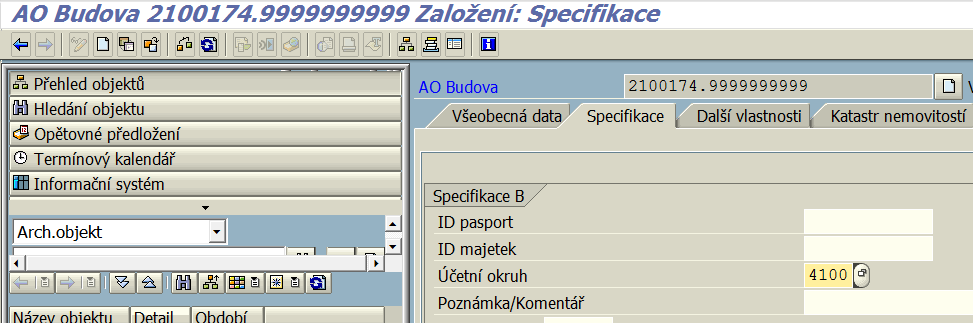 AO Budova 2100174.9999999999 Založení: Specifikace
Přehled objektů
Hledání objektu
Opětovné předložení
Termínový kalendář
Informační systém
Arch.objekt
Název objektu Detail Období
AO Budova 2100174.9999999999
Všeobecná data Specifikace Další vlastnosti Katastr nemovitostí
Specifikace B
ID pasport
ID majetek
Účetní okruh 4100
Poznámka/Komentář